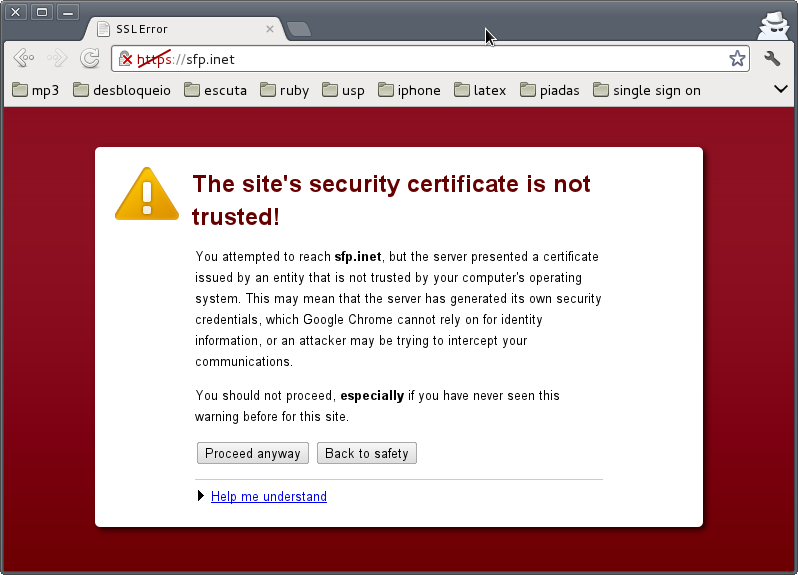 SSL Error
https://sfp.inet
mp3 desbloqueio escuta ruby usp iphone latex piadas single sign on
The site's security certificate is not
trusted!
You attempted to reach sfp.inet, but the server presented a certificate
issued by an entity that is not trusted by your computer's operating
system. This may mean that the server has generated its own security
credentials, which Google Chrome cannot rely on for identity
information, or an attacker may be trying to intercept your
communications.
You should not proceed, especially if you have never seen this
warning before for this site.
Proceed anyway Back to safety
Help me understand